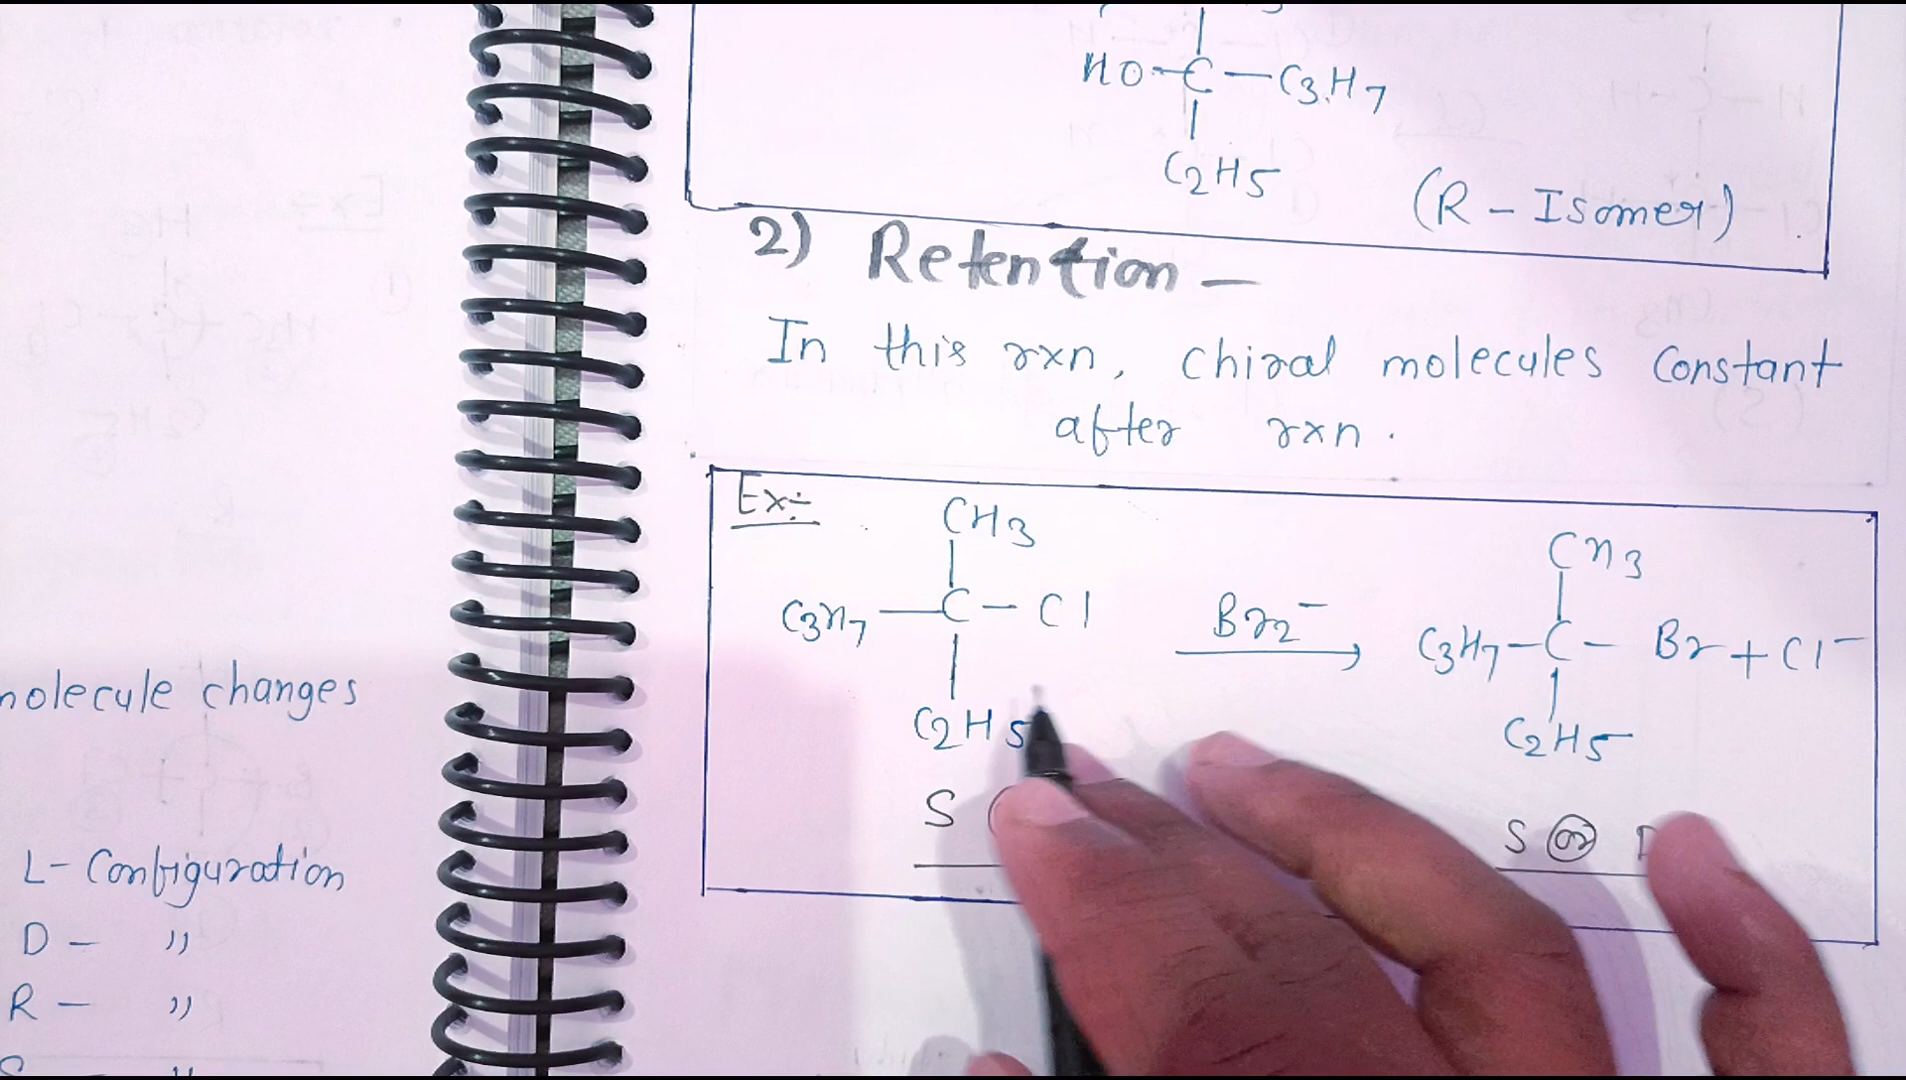 HO-C-C3H7
C2H5
(R - Isomer)
2) Retention -
In this rxn, chiral molecules constant
after rxn.
Ex:-
CH3
C3H7-C-Cl
C2H5
S
Br2⁻
CH3
C3H7-C-Br + Cl⁻
C2H5
S or D
molecule changes
L- Configuration
D - ,,
R - ,,